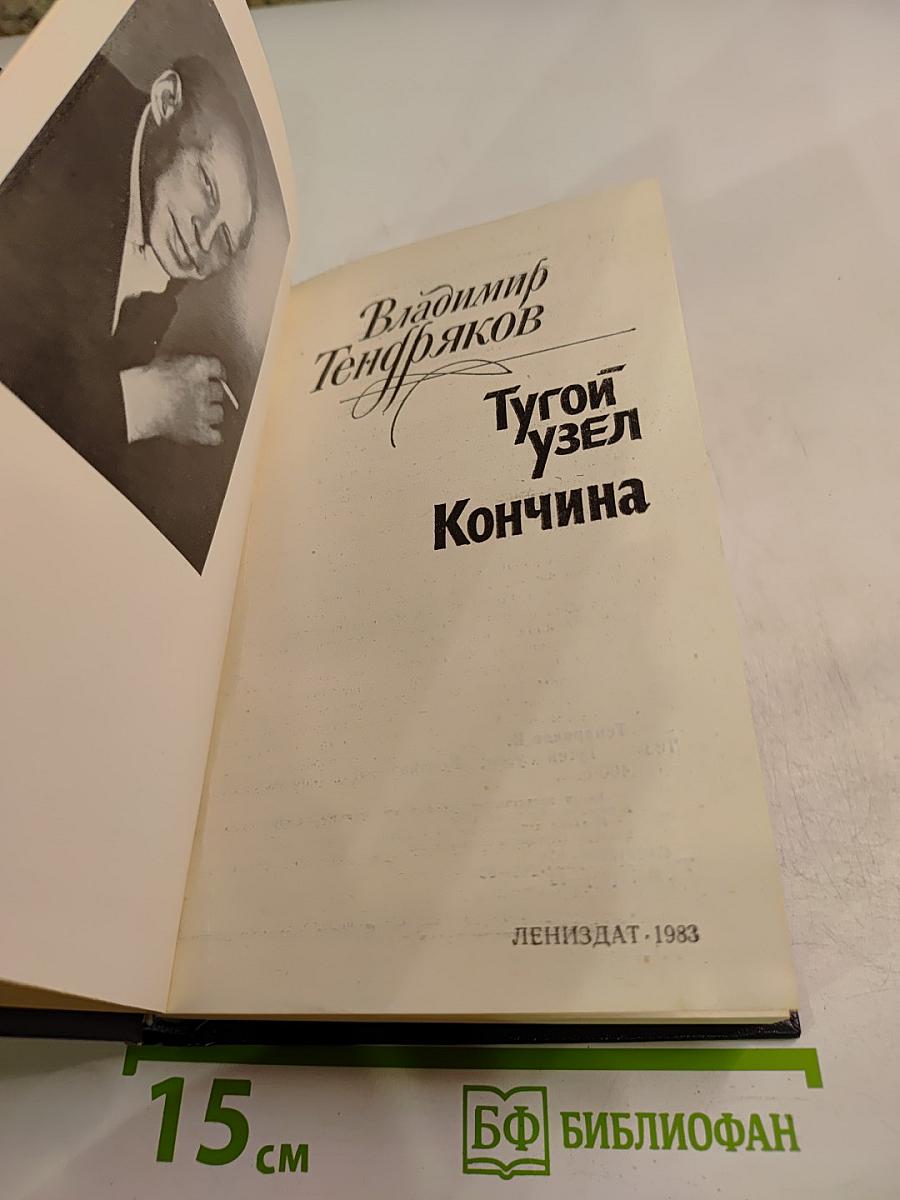 Владимир
Тендряков
Тугой
узел
Кончина
ЛЕНИЗДАТ · 1983
15 см
БФ БИБЛИОФАН